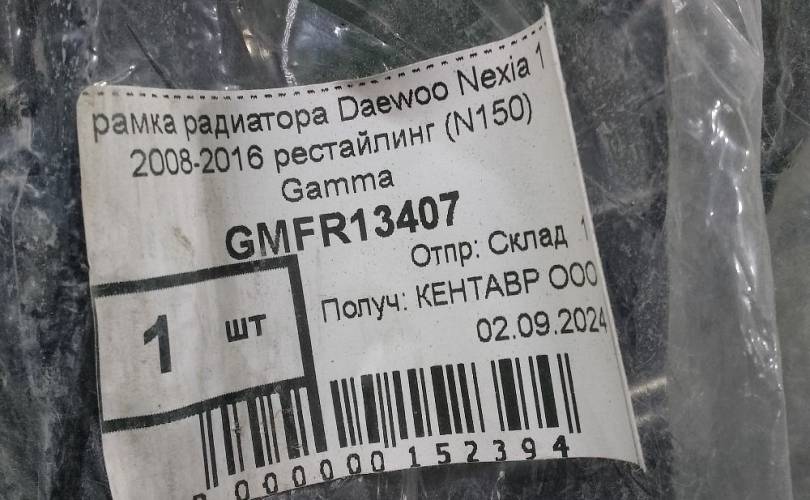 рамка радиатора Daewoo Nexia 1
2008-2016 рестайлинг (N150)
Gamma
GMFR13407
Отпр: Склад 1
Получ: КЕНТАВР ООО
1 шт
02.09.2024
000000152394